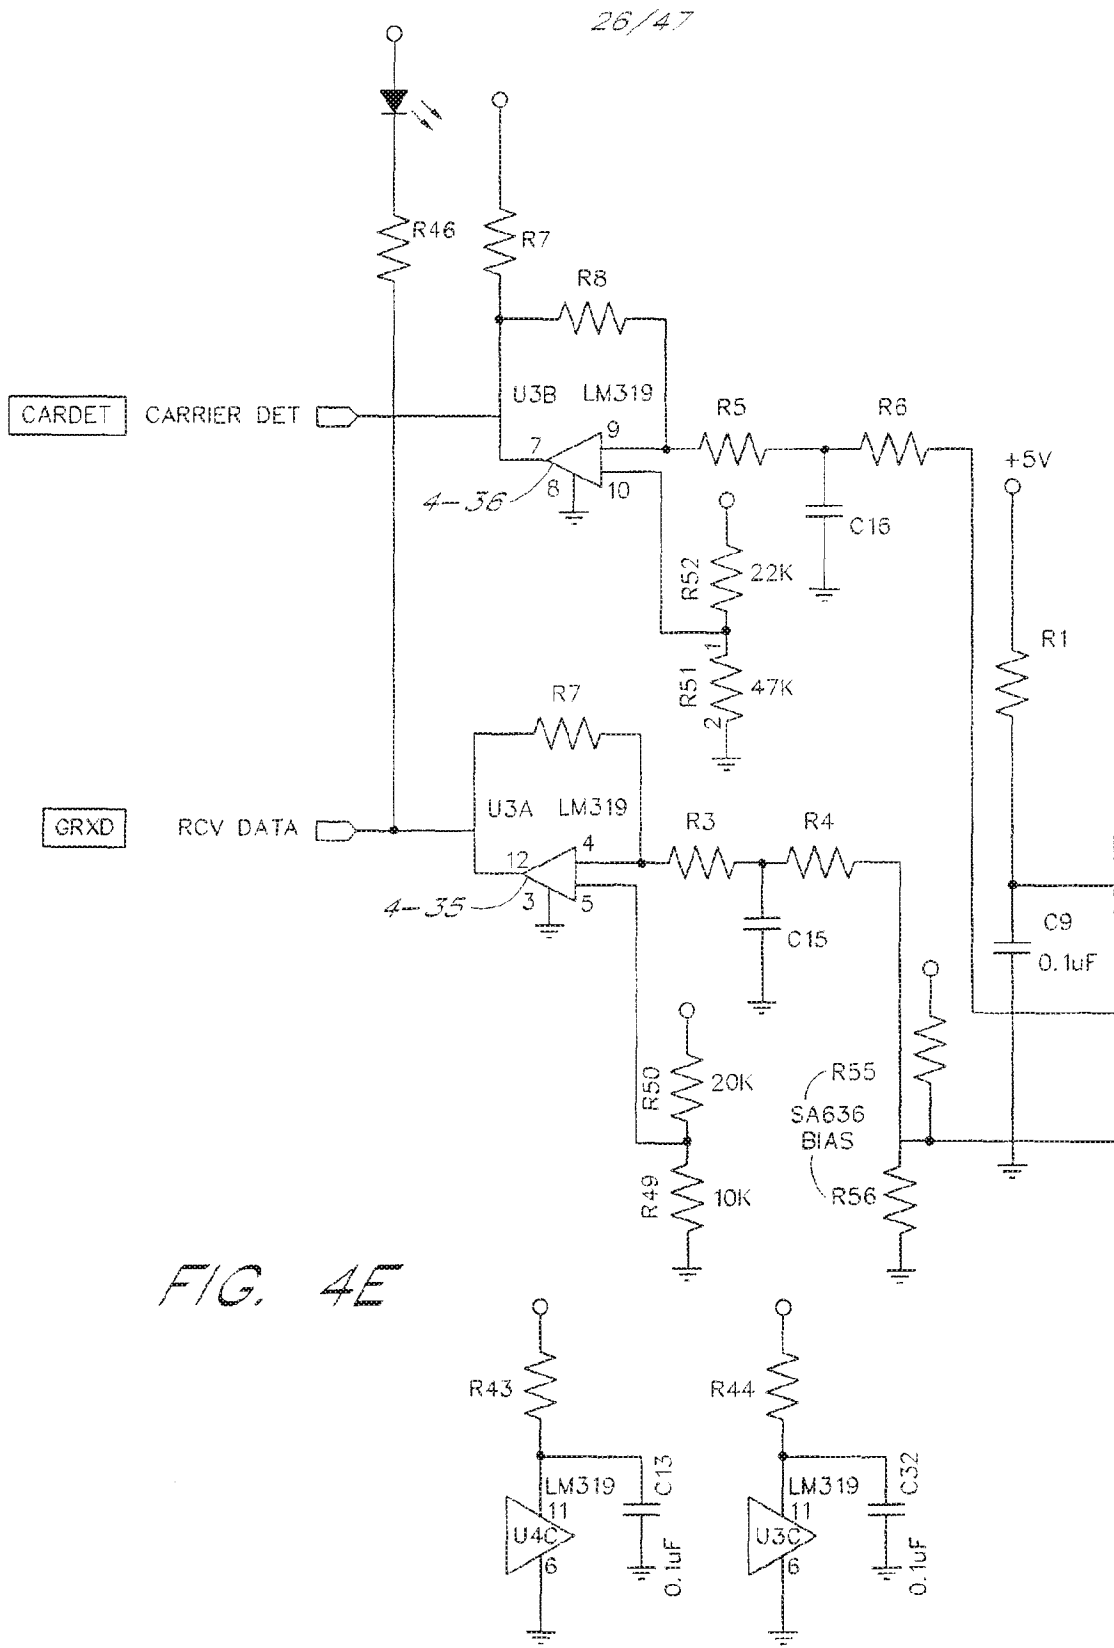 26/47
R46
R7
R8
U3B LM319
CARDET CARRIER DET
R5
R6
9
7
8
10
4-36
+5V
C16
R52
22K
R1
1
R51
47K
2
R7
U3A LM319
GRXD RCV DATA
R3
R4
4
12
3
5
4-35
C15
C9
0.1uF
R50
20K
R55
SA636
BIAS
R49
10K
R56
FIG. 4E
R43
R44
LM319
C13
LM319
C32
11
11
U4C
U3C
6
0.1uF
6
0.1uF